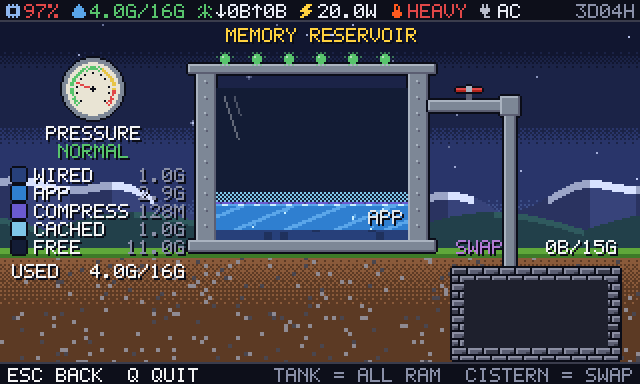 97% 4.0G/16G ↓0B↑0B 20.0W HEAVY AC 3D04H
MEMORY RESERVOIR
PRESSURE
NORMAL
WIRED 1.0G
APP 9G
COMPRESS 128M
CACHED 1.0G
FREE 11.0G
USED 4.0G/16G
APP
SWAP 0B/15G
ESC BACK Q QUIT TANK = ALL RAM CISTERN = SWAP